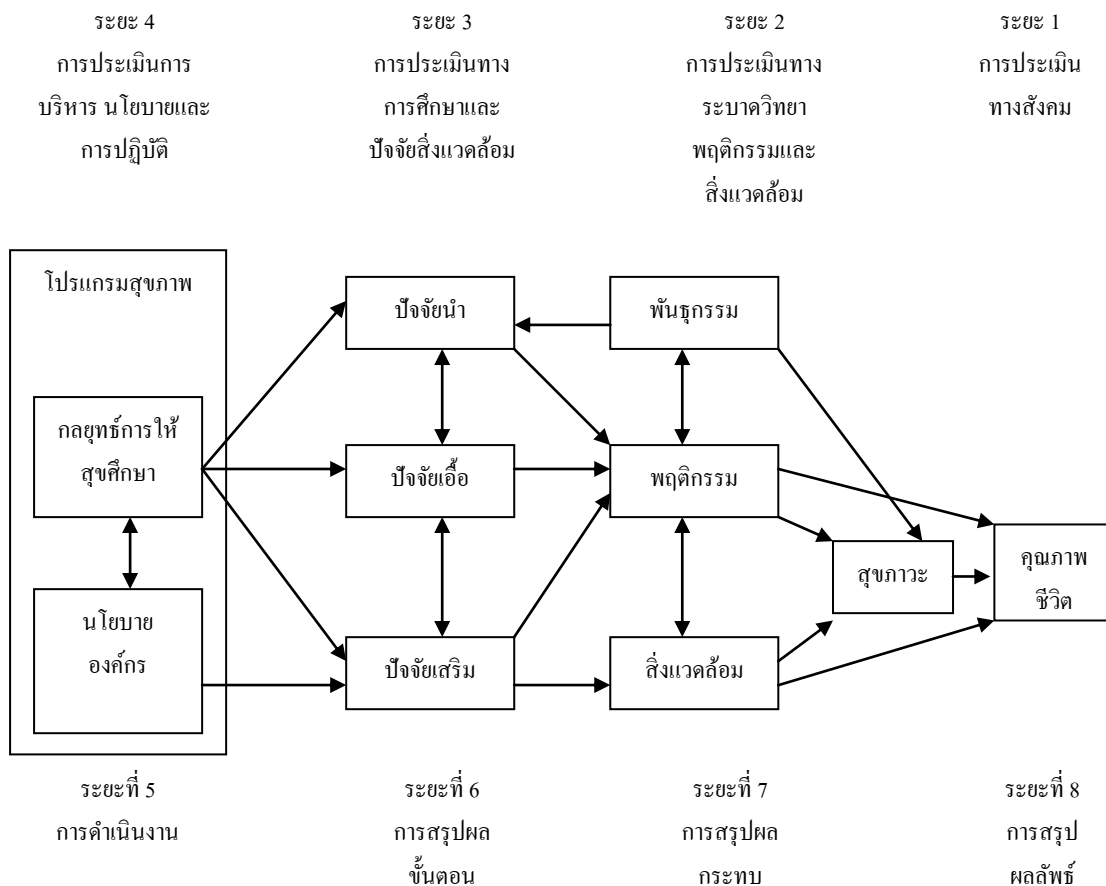 ระยะ 4
การประเมินการ
บริหาร นโยบายและ
การปฏิบัติ
ระยะ 3
การประเมินทาง
การศึกษาและ
ปัจจัยสิ่งแวดล้อม
ระยะ 2
การประเมินทาง
ระบาดวิทยา
พฤติกรรมและ
สิ่งแวดล้อม
ระยะ 1
การประเมิน
ทางสังคม
โปรแกรมสุขภาพ
กลยุทธ์การให้
สุขศึกษา
นโยบาย
องค์กร
ปัจจัยนำ
ปัจจัยเอื้อ
ปัจจัยเสริม
พันธุกรรม
พฤติกรรม
สิ่งแวดล้อม
สุขภาวะ
คุณภาพ
ชีวิต
ระยะที่ 5
การดำเนินงาน
ระยะที่ 6
การสรุปผล
ขั้นตอน
ระยะที่ 7
การสรุปผล
กระทบ
ระยะที่ 8
การสรุป
ผลลัพธ์